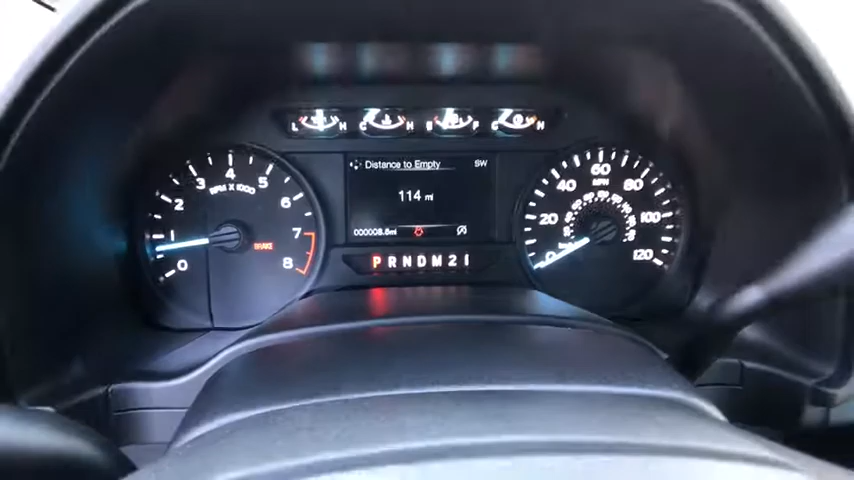 L H C H E F C H
Distance to Empty SW
114 mi
000008.6mi
P R N D M 2 1
0 1 2 3 4 5 6 7 8
RPM X 1000
BRAKE
20 40 60 80 100 120
MPH